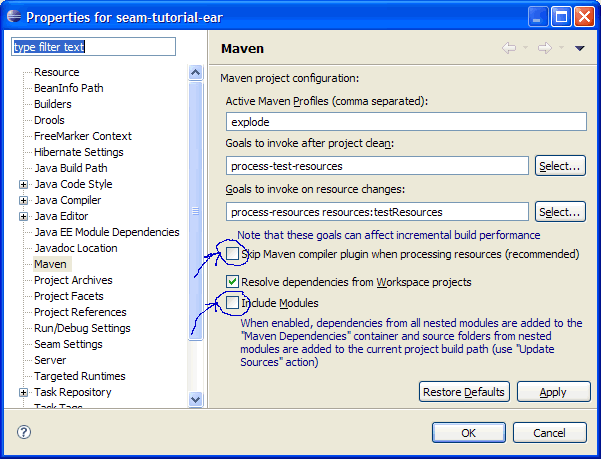 Properties for seam-tutorial-ear
type filter text
Resource
BeanInfo Path
Builders
Drools
FreeMarker Context
Hibernate Settings
Java Build Path
Java Code Style
Java Compiler
Java Editor
Java EE Module Dependencies
Javadoc Location
Maven
Project Archives
Project Facets
Project References
Run/Debug Settings
Seam Settings
Server
Targeted Runtimes
Task Repository
Task Tags
Maven
Maven project configuration:
Active Maven Profiles (comma separated):
explode
Goals to invoke after project clean:
process-test-resources
Select...
Goals to invoke on resource changes:
process-resources resources:testResources
Select...
Note that these goals can affect incremental build performance
Skip Maven compiler plugin when processing resources (recommended)
Resolve dependencies from Workspace projects
Include Modules
When enabled, dependencies from all nested modules are added to the
"Maven Dependencies" container and source folders from nested
modules are added to the current project build path (use "Update
Sources" action)
Restore Defaults
Apply
?
OK
Cancel